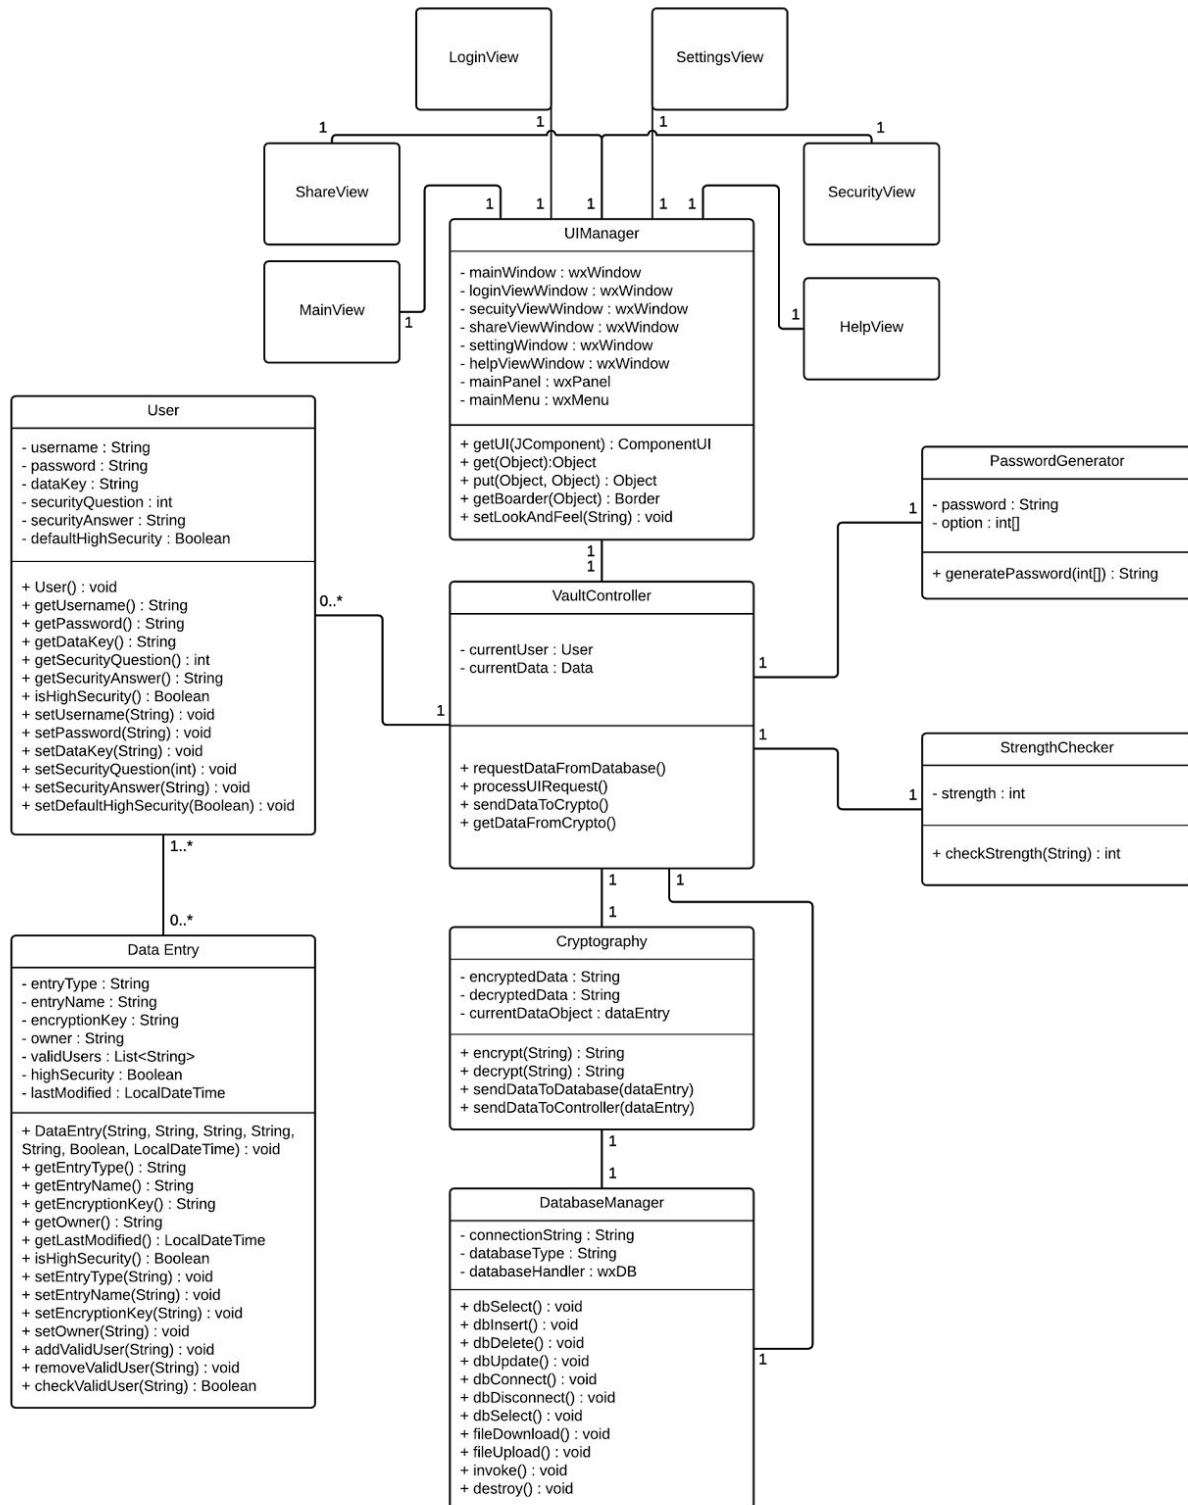 LoginView
SettingsView
1
1
1
1
ShareView
SecurityView
1
1
1
1
1
MainView
1
HelpView
1
UIManager
- mainWindow : wxWindow
- loginViewWindow : wxWindow
- secuityViewWindow : wxWindow
- shareViewWindow : wxWindow
- settingWindow : wxWindow
- helpViewWindow : wxWindow
- mainPanel : wxPanel
- mainMenu : wxMenu
+ getUI(JComponent) : ComponentUI
+ get(Object):Object
+ put(Object, Object) : Object
+ getBoarder(Object) : Border
+ setLookAndFeel(String) : void
1
1
User
- username : String
- password : String
- dataKey : String
- securityQuestion : int
- securityAnswer : String
- defaultHighSecurity : Boolean
+ User() : void
+ getUsername() : String
+ getPassword() : String
+ getDataKey() : String
+ getSecurityQuestion() : int
+ getSecurityAnswer() : String
+ isHighSecurity() : Boolean
+ setUsername(String) : void
+ setPassword(String) : void
+ setDataKey(String) : void
+ setSecurityQuestion(int) : void
+ setSecurityAnswer(String) : void
+ setDefaultHighSecurity(Boolean) : void
0..*
1
VaultController
- currentUser : User
- currentData : Data
+ requestDataFromDatabase()
+ processUIRequest()
+ sendDataToCrypto()
+ getDataFromCrypto()
1
1
PasswordGenerator
- password : String
- option : int[]
+ generatePassword(int[]) : String
1
1
StrengthChecker
- strength : int
+ checkStrength(String) : int
1..*
0..*
Data Entry
- entryType : String
- entryName : String
- encryptionKey : String
- owner : String
- validUsers : List<String>
- highSecurity : Boolean
- lastModified : LocalDateTime
+ DataEntry(String, String, String, String,
String, Boolean, LocalDateTime) : void
+ getEntryType() : String
+ getEntryName() : String
+ getEncryptionKey() : String
+ getOwner() : String
+ getLastModified() : LocalDateTime
+ isHighSecurity() : Boolean
+ setEntryType(String) : void
+ setEntryName(String) : void
+ setEncryptionKey(String) : void
+ setOwner(String) : void
+ addValidUser(String) : void
+ removeValidUser(String) : void
+ checkValidUser(String) : Boolean
1
1
1
Cryptography
- encryptedData : String
- decryptedData : String
- currentDataObject : dataEntry
+ encrypt(String) : String
+ decrypt(String) : String
+ sendDataToDatabase(dataEntry)
+ sendDataToController(dataEntry)
1
1
DatabaseManager
- connectionString : String
- databaseType : String
- databaseHandler : wxDB
+ dbSelect() : void
+ dbInsert() : void
+ dbDelete() : void
+ dbUpdate() : void
+ dbConnect() : void
+ dbDisconnect() : void
+ dbSelect() : void
+ fileDownload() : void
+ fileUpload() : void
+ invoke() : void
+ destroy() : void
1